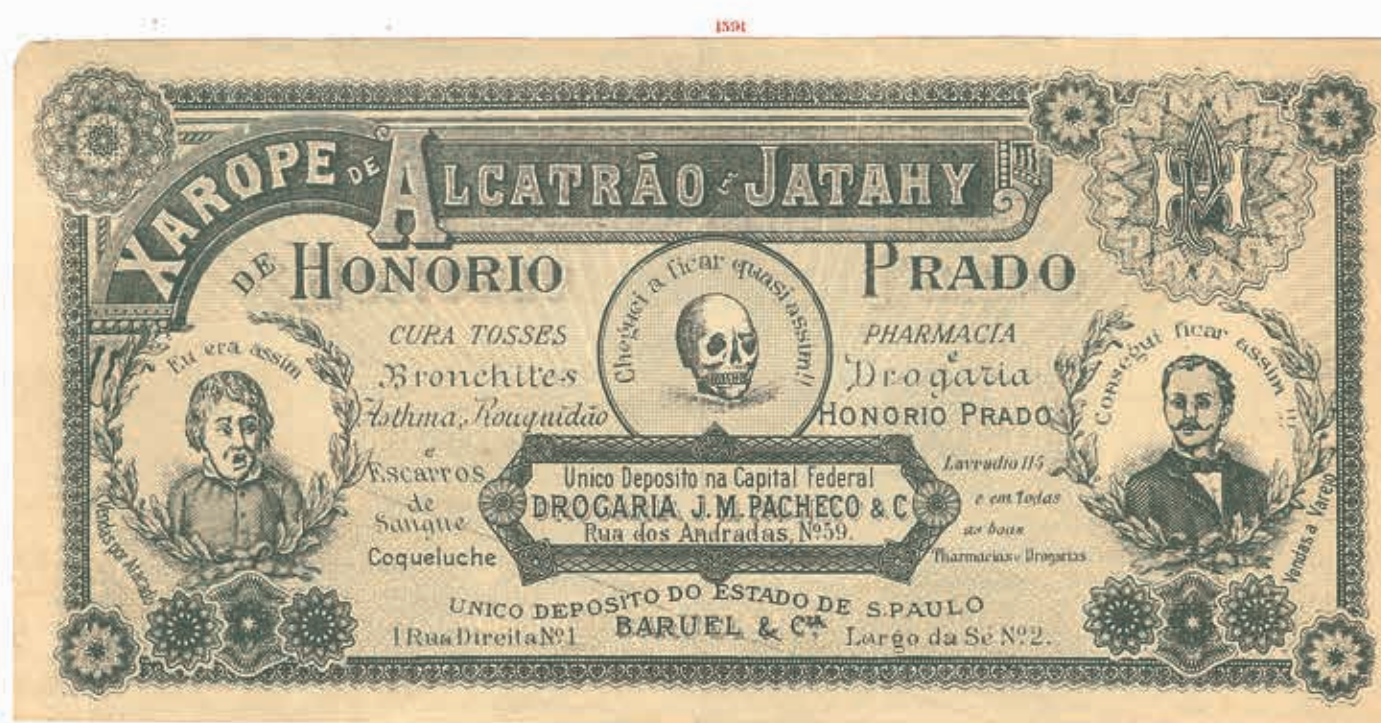 1591
XAROPE DE ALCATRÃO E JATAHY
DE HONORIO PRADO
Eu era assim
Cheguei a ficar quasi assim!!
Consegui ficar assim!!!
CURA TOSSES
Bronchites
Asthma, Rouquidão
e
Escarros
de
Sangue
Coqueluche
PHARMACIA
e
Drogaria
HONORIO PRADO
Lavradio 115
e em todas
as boas
Pharmacias e Drogarias
Vendas por Atacado
Vendas a Varejo
Unico Deposito na Capital Federal
DROGARIA J. M. PACHECO & C
Rua dos Andradas, Nº59.
UNICO DEPOSITO DO ESTADO DE S. PAULO
BARUEL & Cia.
1 Rua Direita Nº1
Largo da Sé Nº2.